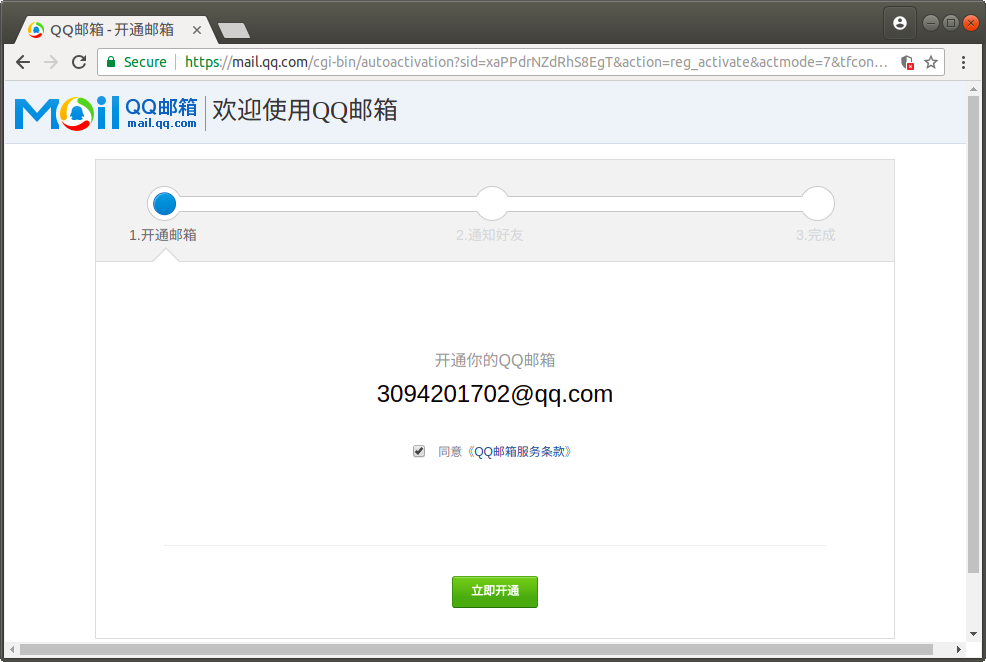 QQ邮箱 - 开通邮箱
Secure https://mail.qq.com/cgi-bin/autoactivation?sid=xaPPdrNZdRhS8EgT&action=reg_activate&actmode=7&tfcon...
Mail QQ邮箱 mail.qq.com 欢迎使用QQ邮箱
1.开通邮箱 2.通知好友 3.完成
开通你的QQ邮箱
3094201702@qq.com
同意《QQ邮箱服务条款》
立即开通